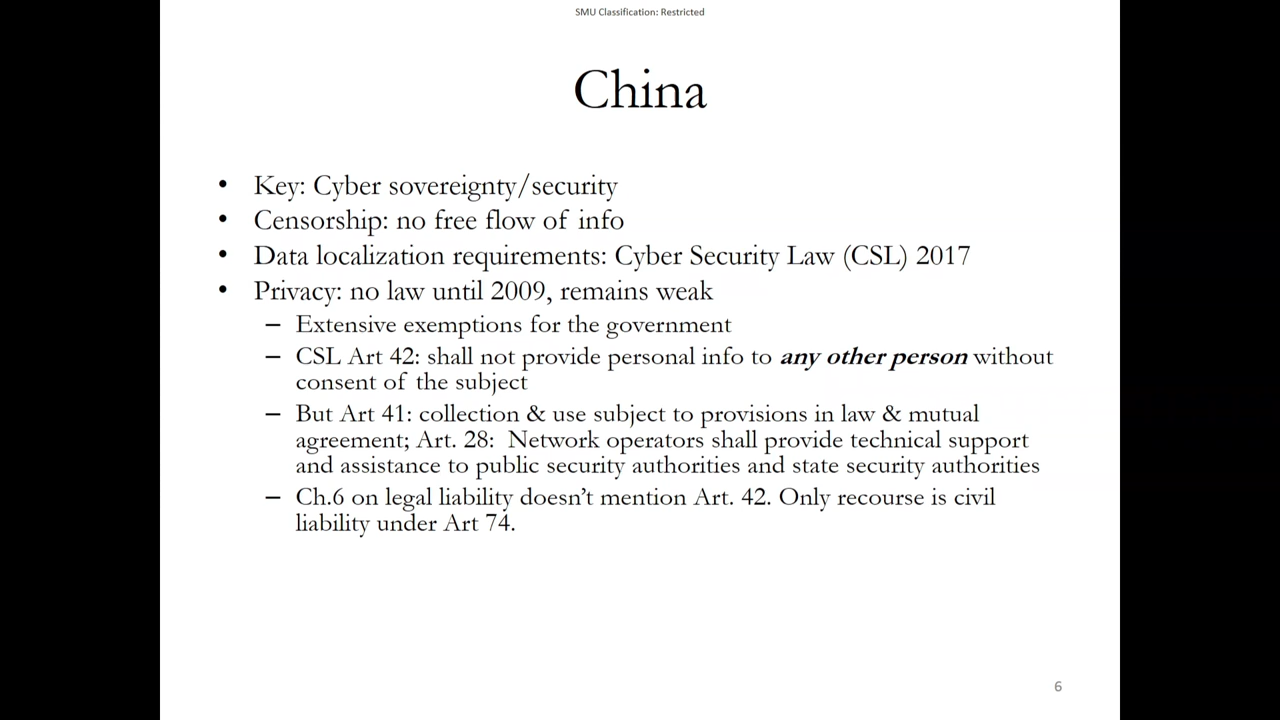 SMU Classification: Restricted
China
• Key: Cyber sovereignty/security
• Censorship: no free flow of info
• Data localization requirements: Cyber Security Law (CSL) 2017
• Privacy: no law until 2009, remains weak
– Extensive exemptions for the government
– CSL Art 42: shall not provide personal info to any other person without
consent of the subject
– But Art 41: collection & use subject to provisions in law & mutual
agreement; Art. 28: Network operators shall provide technical support
and assistance to public security authorities and state security authorities
– Ch.6 on legal liability doesn’t mention Art. 42. Only recourse is civil
liability under Art 74.
6